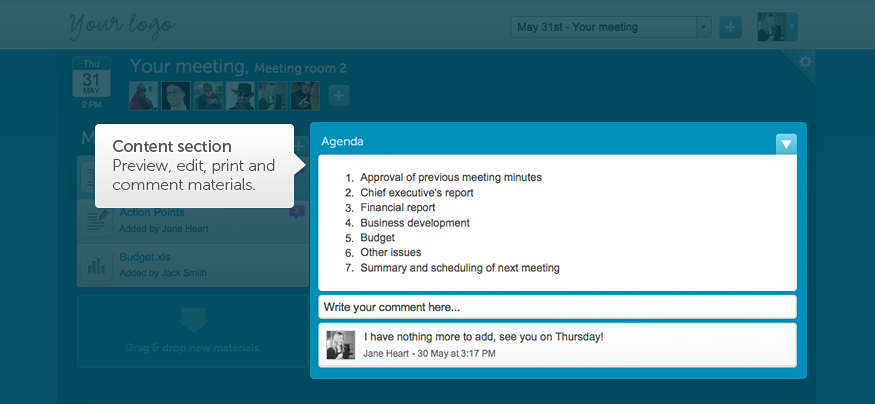 Your logo
May 31st - Your meeting
Thu
31
MAY
2 PM
Your meeting, Meeting room 2
Content section
Preview, edit, print and
comment materials.
Action Points
Added by Jane Heart
Budget.xls
Added by Jack Smith
Drag & drop new materials.
Agenda
1. Approval of previous meeting minutes
2. Chief executive's report
3. Financial report
4. Business development
5. Budget
6. Other issues
7. Summary and scheduling of next meeting
Write your comment here...
I have nothing more to add, see you on Thursday!
Jane Heart - 30 May at 3:17 PM